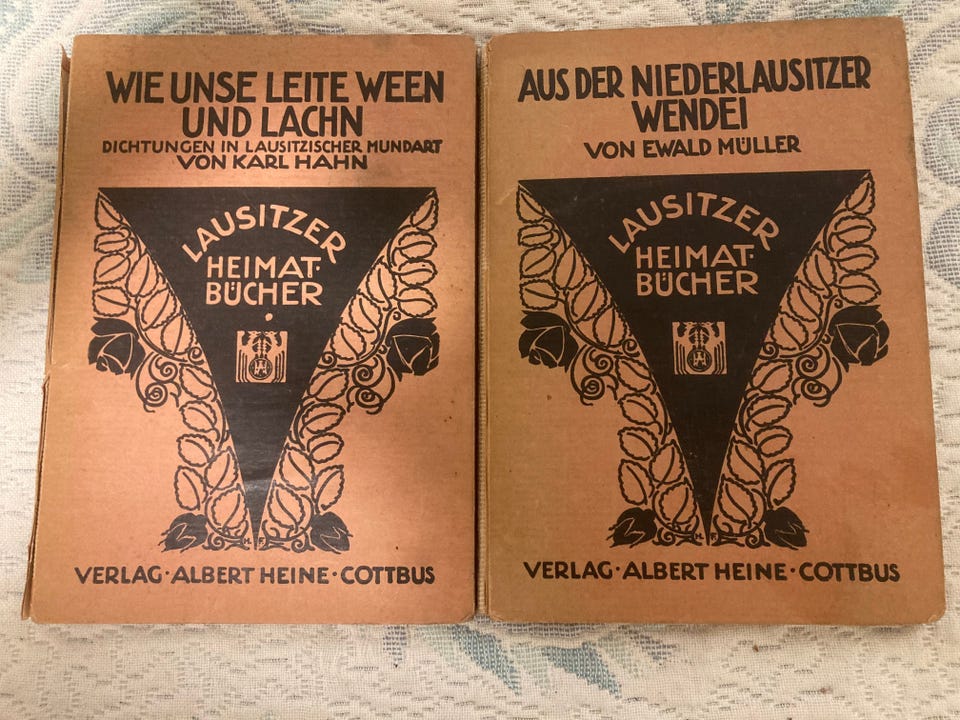 WIE UNSE LEITE WEEN
UND LACHN
DICHTUNGEN IN LAUSITZISCHER MUNDART
VON KARL HAHN
LAUSITZER
HEIMAT·
BÜCHER
VERLAG · ALBERT HEINE · COTTBUS
AUS DER NIEDERLAUSITZER
WENDEI
VON EWALD MÜLLER
LAUSITZER
HEIMAT·
BÜCHER
VERLAG · ALBERT HEINE · COTTBUS